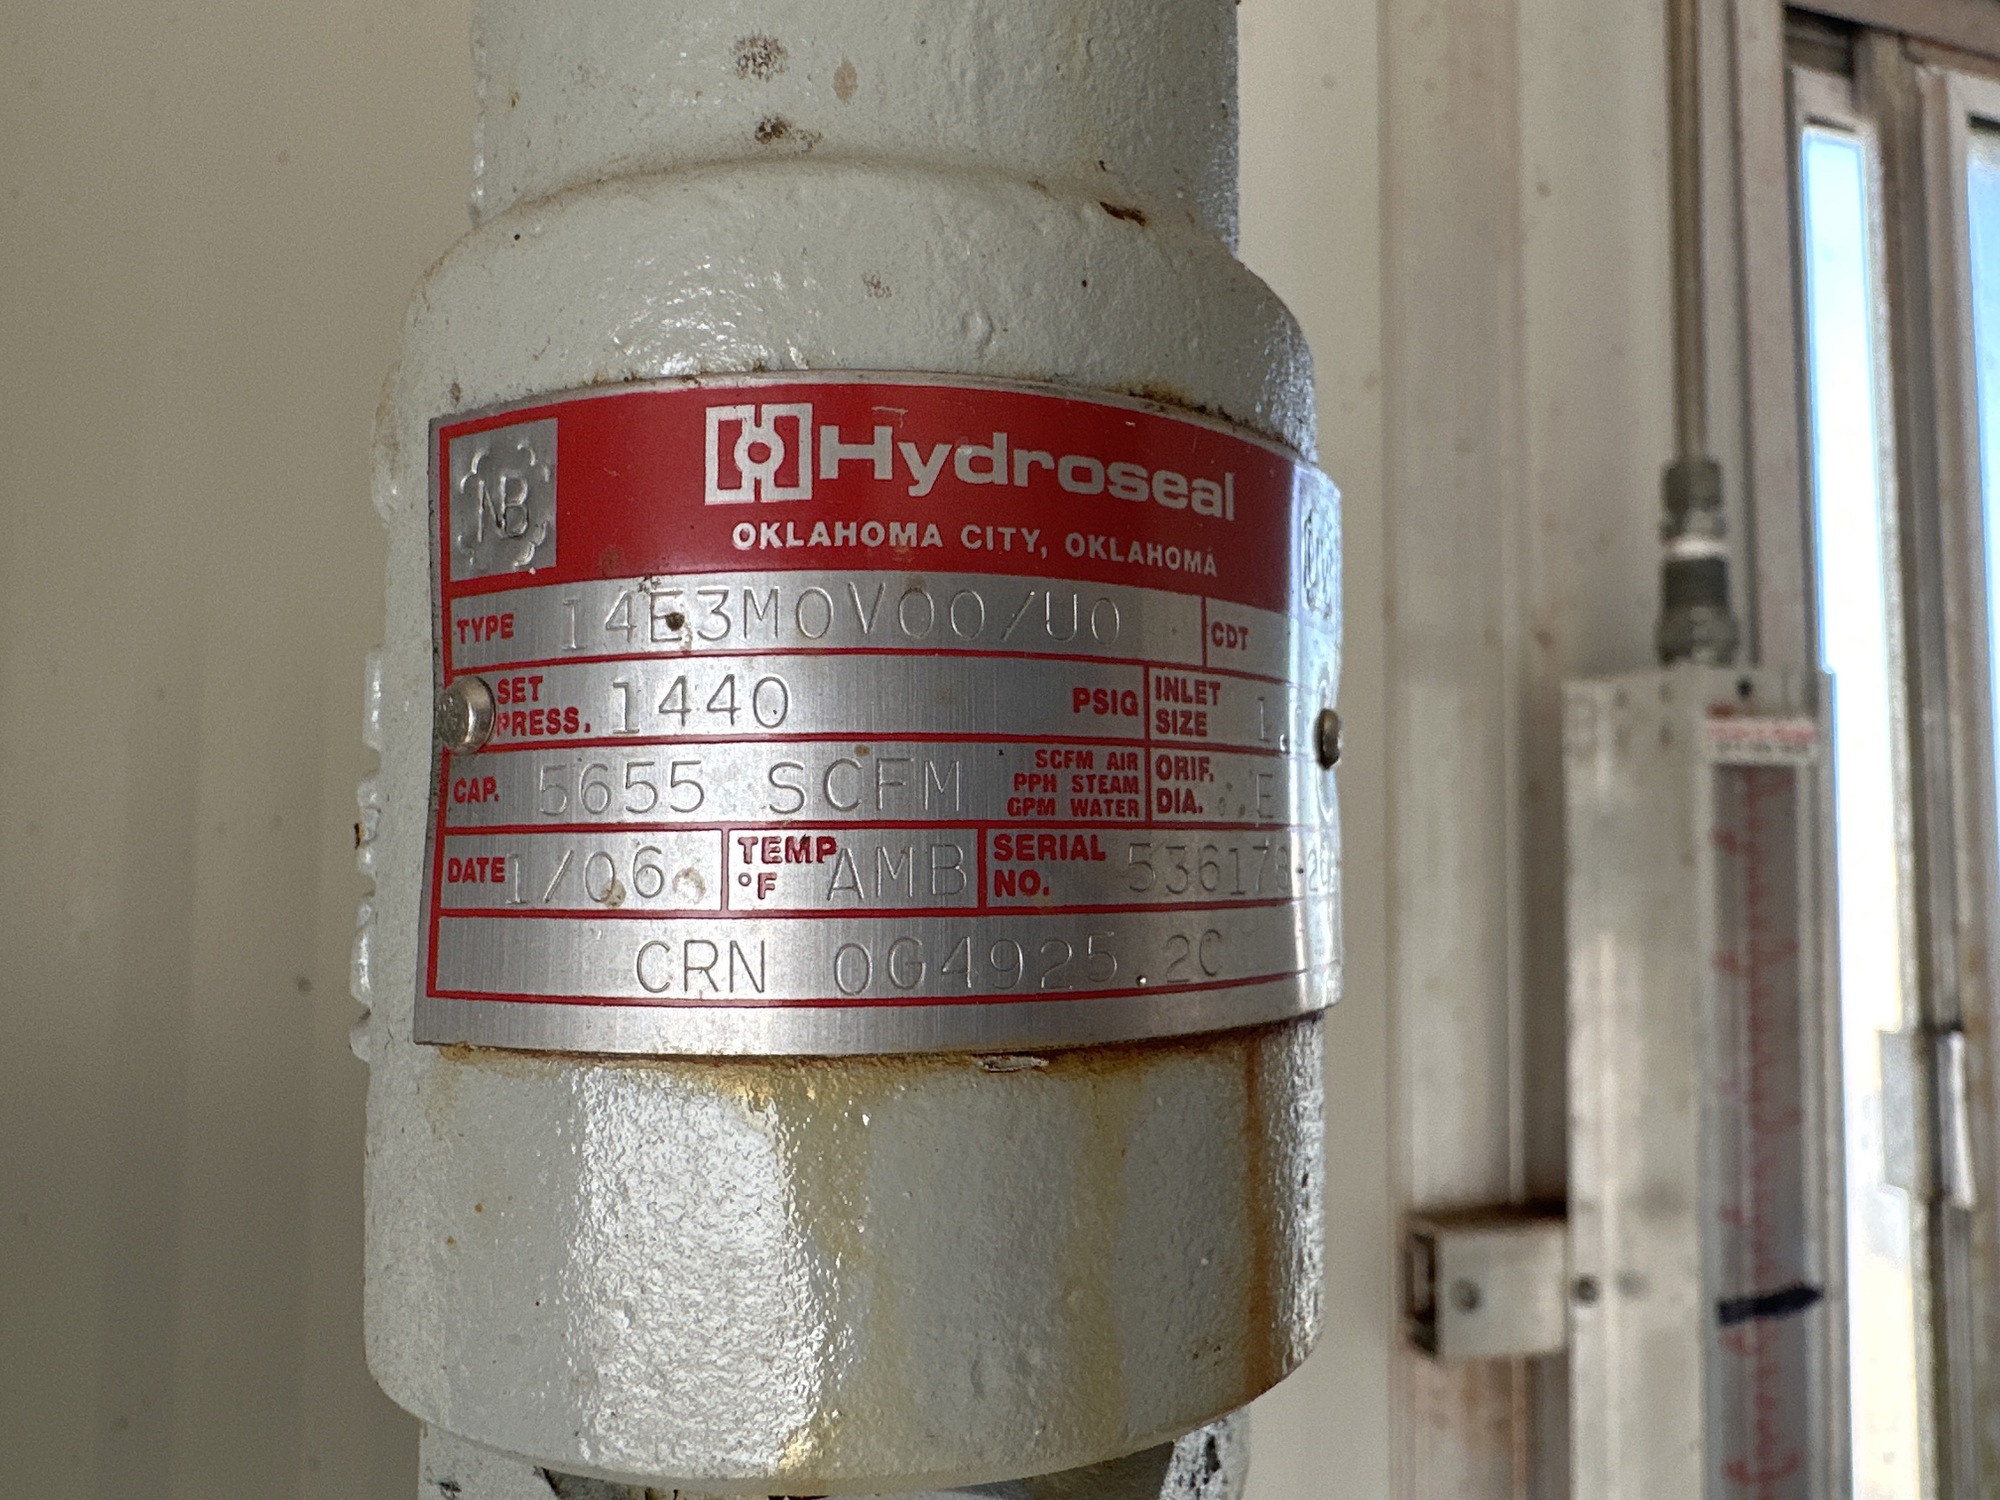 NB
Hydroseal
OKLAHOMA CITY, OKLAHOMA
TYPE 14E3M0V00/U0 CDT
SET PRESS. 1440 PSIG INLET SIZE
CAP. 5655 SCFM SCFM AIR PPH STEAM GPM WATER ORIF. DIA. E
DATE 1/06 TEMP °F AMB SERIAL NO.
CRN 0G4925.2C